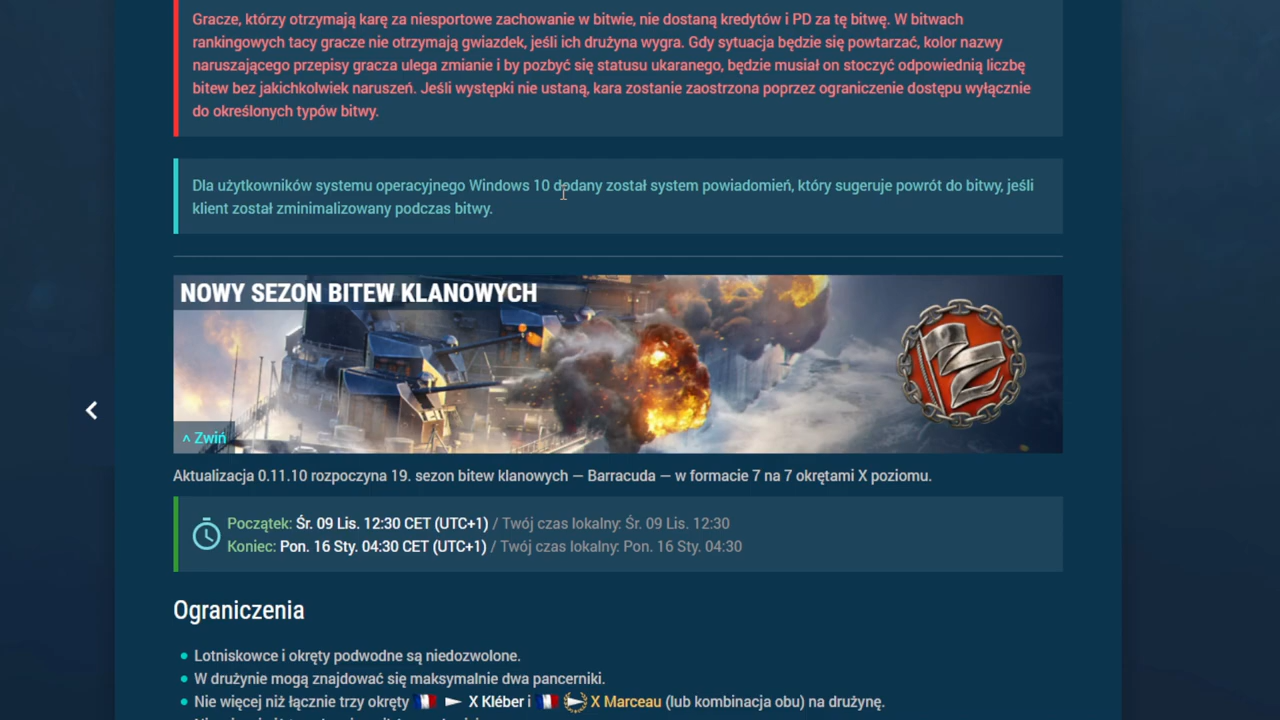 Gracze, którzy otrzymają karę za niesportowe zachowanie w bitwie, nie dostaną kredytów i PD za tę bitwę. W bitwach
rankingowych tacy gracze nie otrzymają gwiazdek, jeśli ich drużyna wygra. Gdy sytuacja będzie się powtarzać, kolor nazwy
naruszającego przepisy gracza ulega zmianie i by pozbyć się statusu ukaranego, będzie musiał on stoczyć odpowiednią liczbę
bitew bez jakichkolwiek naruszeń. Jeśli występki nie ustaną, kara zostanie zaostrzona poprzez ograniczenie dostępu wyłącznie
do określonych typów bitwy.
Dla użytkowników systemu operacyjnego Windows 10 dodany został system powiadomień, który sugeruje powrót do bitwy, jeśli
klient został zminimalizowany podczas bitwy.
NOWY SEZON BITEW KLANOWYCH
^ Zwiń
Aktualizacja 0.11.10 rozpoczyna 19. sezon bitew klanowych — Barracuda — w formacie 7 na 7 okrętami X poziomu.
Początek: Śr. 09 Lis. 12:30 CET (UTC+1) / Twój czas lokalny: Śr. 09 Lis. 12:30
Koniec: Pon. 16 Sty. 04:30 CET (UTC+1) / Twój czas lokalny: Pon. 16 Sty. 04:30
Ograniczenia
Lotniskowce i okręty podwodne są niedozwolone.
W drużynie mogą znajdować się maksymalnie dwa pancerniki.
Nie więcej niż łącznie trzy okręty X Kléber i X Marceau (lub kombinacja obu) na drużynę.